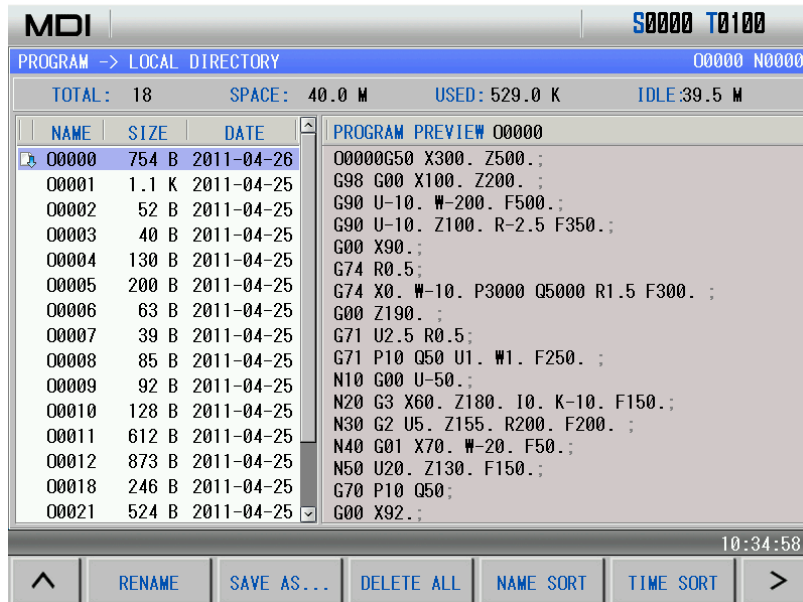 MDI S0000 T0100
PROGRAM -> LOCAL DIRECTORY O0000 N0000
TOTAL: 18 SPACE: 40.0 M USED: 529.0 K IDLE:39.5 M
NAME SIZE DATE
O0000 754 B 2011-04-26
O0001 1.1 K 2011-04-25
O0002 52 B 2011-04-25
O0003 40 B 2011-04-25
O0004 130 B 2011-04-25
O0005 200 B 2011-04-25
O0006 63 B 2011-04-25
O0007 39 B 2011-04-25
O0008 85 B 2011-04-25
O0009 92 B 2011-04-25
O0010 128 B 2011-04-25
O0011 612 B 2011-04-25
O0012 873 B 2011-04-25
O0018 246 B 2011-04-25
O0021 524 B 2011-04-25
PROGRAM PREVIEW O0000
O0000G50 X300. Z500.;
G98 G00 X100. Z200. ;
G90 U-10. W-200. F500.;
G90 U-10. Z100. R-2.5 F350.;
G00 X90.;
G74 R0.5;
G74 X0. W-10. P3000 Q5000 R1.5 F300. ;
G00 Z190. ;
G71 U2.5 R0.5;
G71 P10 Q50 U1. W1. F250. ;
N10 G00 U-50.;
N20 G3 X60. Z180. I0. K-10. F150.;
N30 G2 U5. Z155. R200. F200. ;
N40 G01 X70. W-20. F50.;
N50 U20. Z130. F150.;
G70 P10 Q50;
G00 X92.;
10:34:58
RENAME SAVE AS... DELETE ALL NAME SORT TIME SORT >